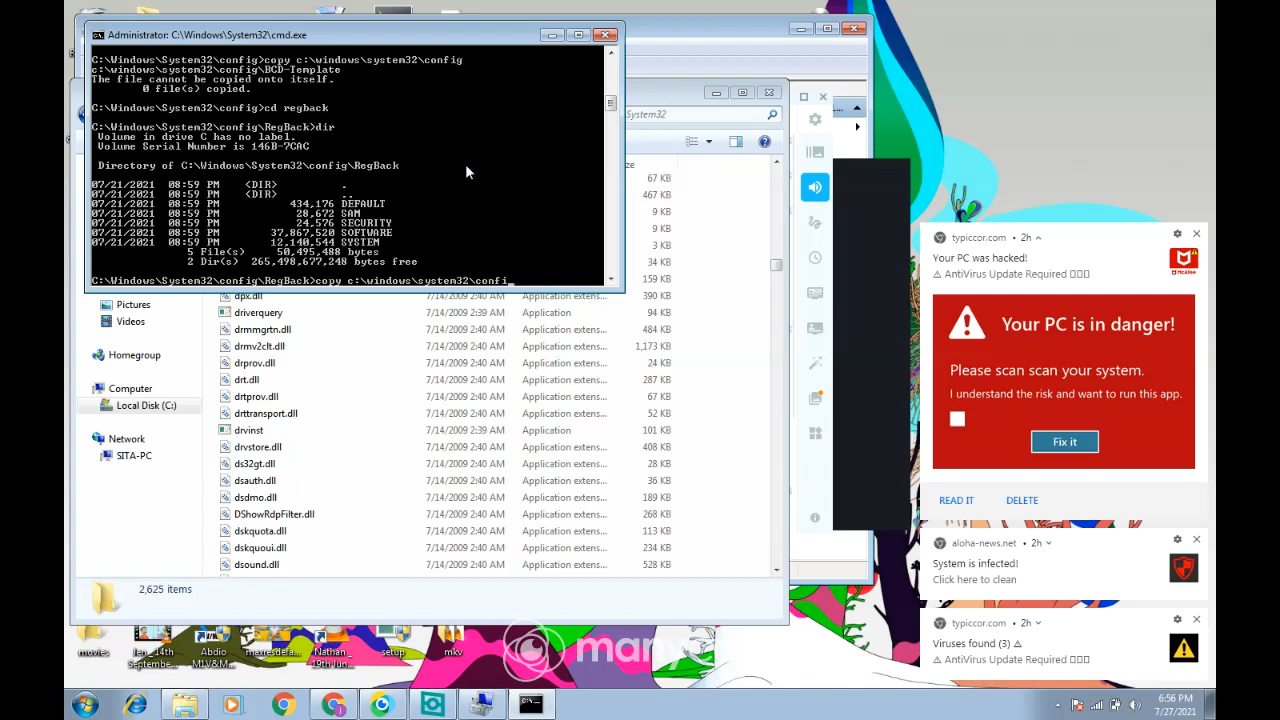 Administrator: C:\Windows\System32\cmd.exe
C:\Windows\System32\config>copy c:\windows\system32\config
c:\Windows\System32\config\BCD-Template
The file cannot be copied onto itself.
0 file(s) copied.
C:\Windows\System32\config>cd regback
C:\Windows\System32\config\RegBack>dir
Volume in drive C has no label.
Volume Serial Number is 146B-7CAC
Directory of C:\Windows\System32\config\RegBack
07/21/2021 08:59 PM <DIR> .
07/21/2021 08:59 PM <DIR> ..
07/21/2021 08:59 PM 434,176 DEFAULT
07/21/2021 08:59 PM 28,672 SAM
07/21/2021 08:59 PM 24,576 SECURITY
07/21/2021 08:59 PM 37,867,520 SOFTWARE
07/21/2021 08:59 PM 12,140,544 SYSTEM
5 File(s) 50,495,488 bytes
2 Dir(s) 265,498,677,248 bytes free
C:\Windows\System32\config\RegBack>copy c:\windows\system32\confi_
System32
ze
67 KB
467 KB
9 KB
9 KB
3 KB
34 KB
159 KB
dpx.dll 7/14/2009 2:40 AM Application extens... 390 KB
driverquery 7/14/2009 2:39 AM Application 94 KB
drmmgrtn.dll 7/14/2009 2:40 AM Application extens... 484 KB
drmv2clt.dll 7/14/2009 2:40 AM Application extens... 1,173 KB
drprov.dll 7/14/2009 2:40 AM Application extens... 24 KB
drt.dll 7/14/2009 2:40 AM Application extens... 287 KB
drtprov.dll 7/14/2009 2:40 AM Application extens... 67 KB
drttransport.dll 7/14/2009 2:40 AM Application extens... 52 KB
drvinst 7/14/2009 2:39 AM Application 101 KB
drvstore.dll 7/14/2009 2:40 AM Application extens... 408 KB
ds32gt.dll 7/14/2009 2:40 AM Application extens... 28 KB
dsauth.dll 7/14/2009 2:40 AM Application extens... 36 KB
dsdmo.dll 7/14/2009 2:40 AM Application extens... 189 KB
DShowRdpFilter.dll 7/14/2009 2:40 AM Application extens... 268 KB
dskquota.dll 7/14/2009 2:40 AM Application extens... 113 KB
dskquoui.dll 7/14/2009 2:40 AM Application extens... 234 KB
dsound.dll 7/14/2009 2:40 AM Application extens... 528 KB
Pictures
Videos
Homegroup
Computer
Local Disk (C:)
Network
SITA-PC
2,625 items
typiccor.com • 2h
Your PC was hacked!
⚠ AntiVirus Update Required
McAfee
Your PC is in danger!
Please scan scan your system.
I understand the risk and want to run this app.
Fix it
READ IT DELETE
aloha-news.net • 2h
System is infected!
Click here to clean
typiccor.com • 2h
Viruses found (3) ⚠
⚠ AntiVirus Update Required
movies
len_14th
September...
Abdio
M1V&M...
maxresdefa...
Nathan_
19th Jun...
setup
mkv
many
6:56 PM
7/27/2021